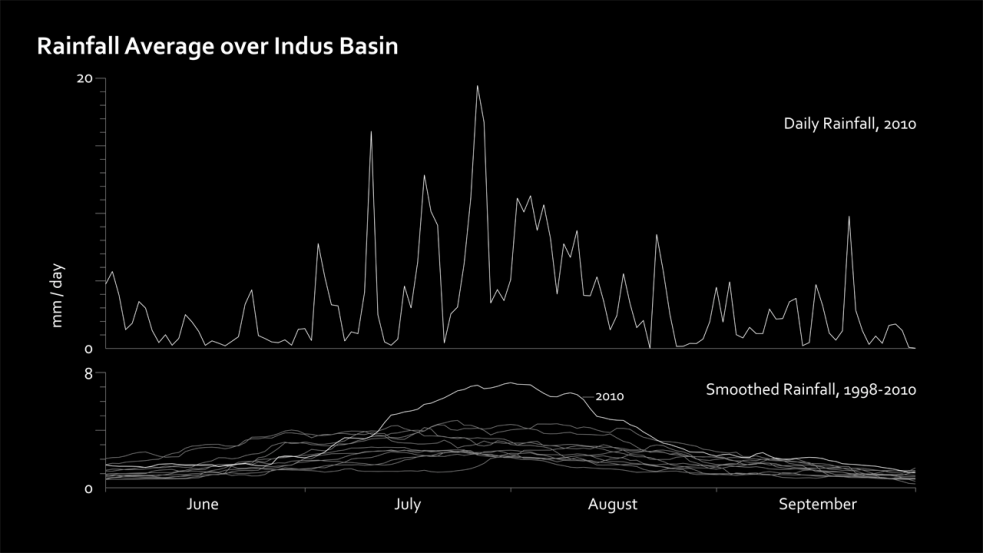 Rainfall Average over Indus Basin
20
Daily Rainfall, 2010
mm / day
0
8
Smoothed Rainfall, 1998-2010
2010
4
0
June July August September